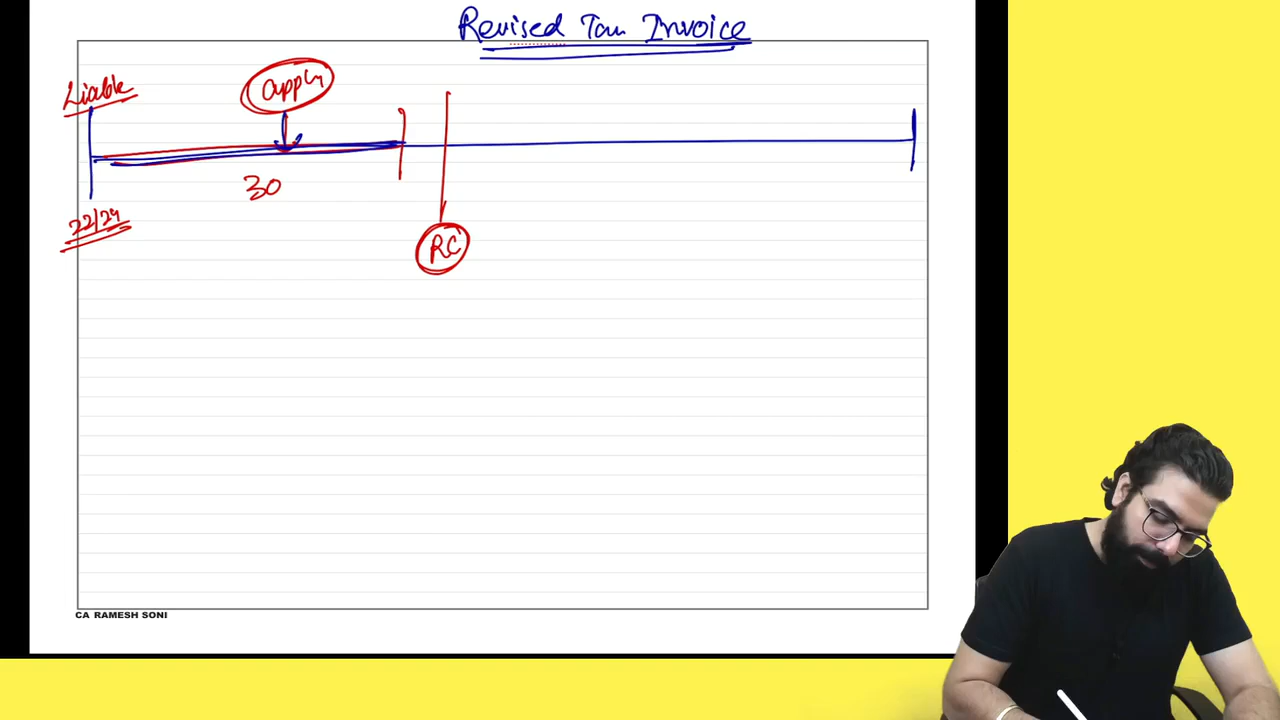 Revised Tax Invoice
Liable
apply
30
22/24
RC
CA RAMESH SONI